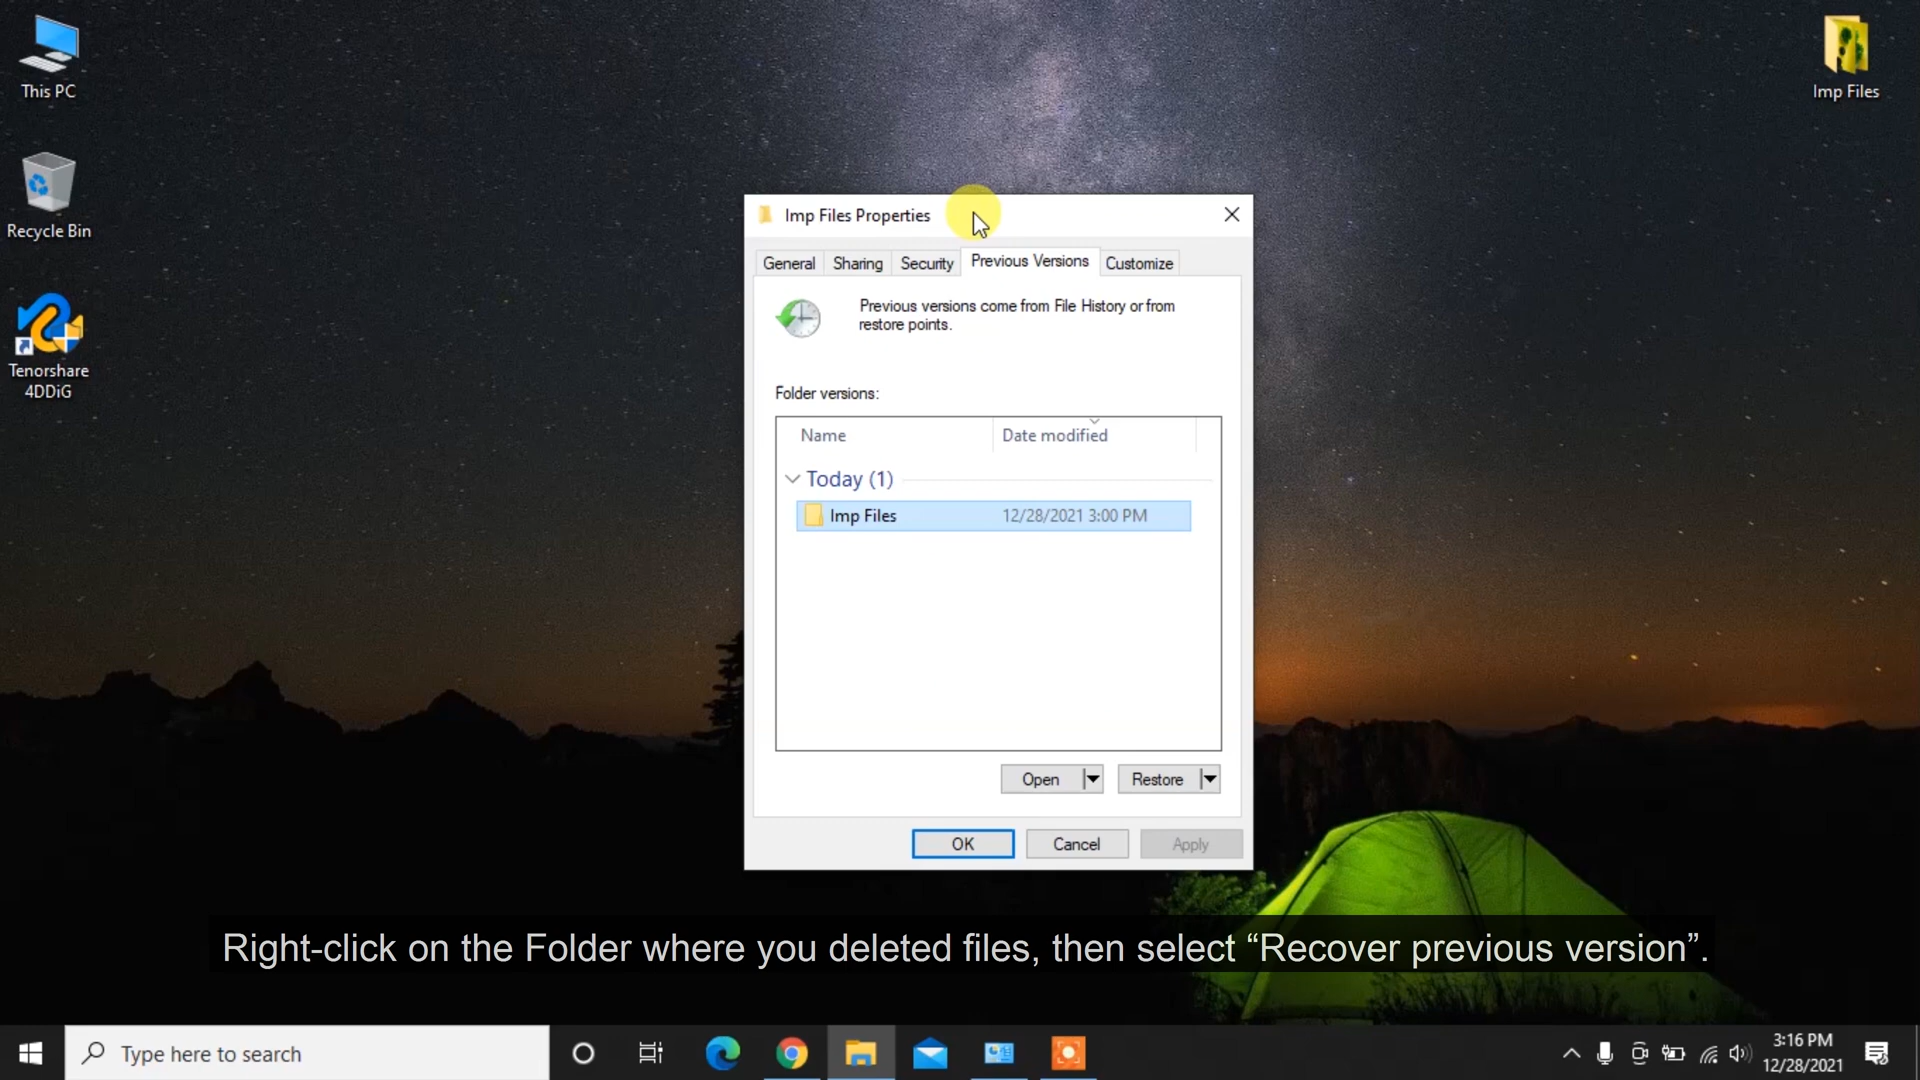 This PC
Imp Files
Recycle Bin
Tenorshare
4DDiG
Imp Files Properties
General Sharing Security Previous Versions Customize
Previous versions come from File History or from
restore points.
Folder versions:
Name Date modified
Today (1)
Imp Files 12/28/2021 3:00 PM
Open Restore
OK Cancel Apply
Right-click on the Folder where you deleted files, then select “Recover previous version”.
Type here to search
3:16 PM
12/28/2021